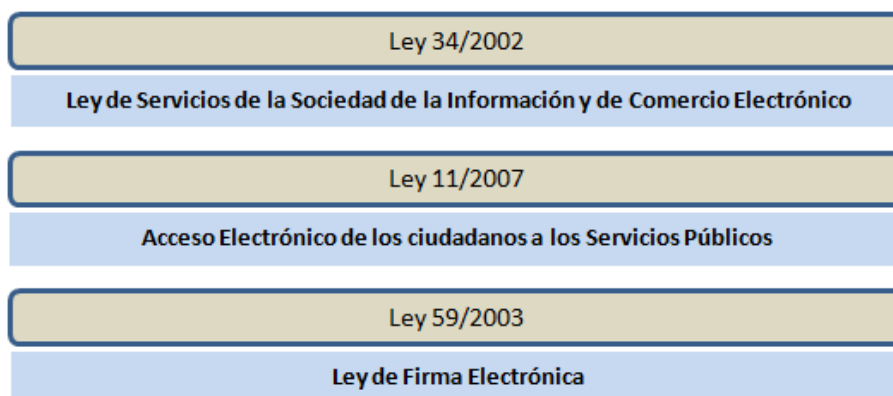 Ley 34/2002
Ley de Servicios de la Sociedad de la Información y de Comercio Electrónico
Ley 11/2007
Acceso Electrónico de los ciudadanos a los Servicios Públicos
Ley 59/2003
Ley de Firma Electrónica